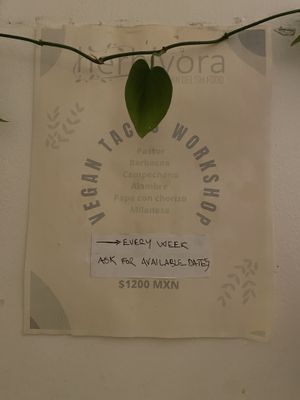 VEGAN TACOS WORKSHOP
Pastor
Barbacoa
Campechano
Alambre
Papa con chorizo
Milanesa
→ EVERY WEEK
ASK FOR AVAILABLE DATES
$1200 MXN